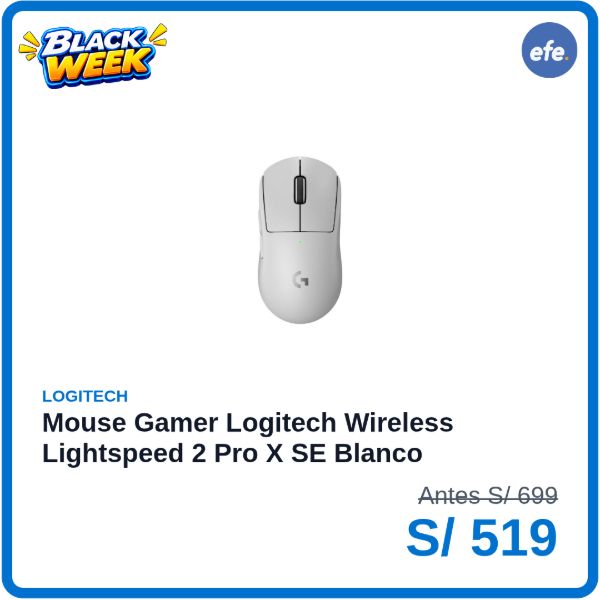 BLACK
WEEK
efe.
LOGITECH
Mouse Gamer Logitech Wireless
Lightspeed 2 Pro X SE Blanco
Antes S/ 699
S/ 519